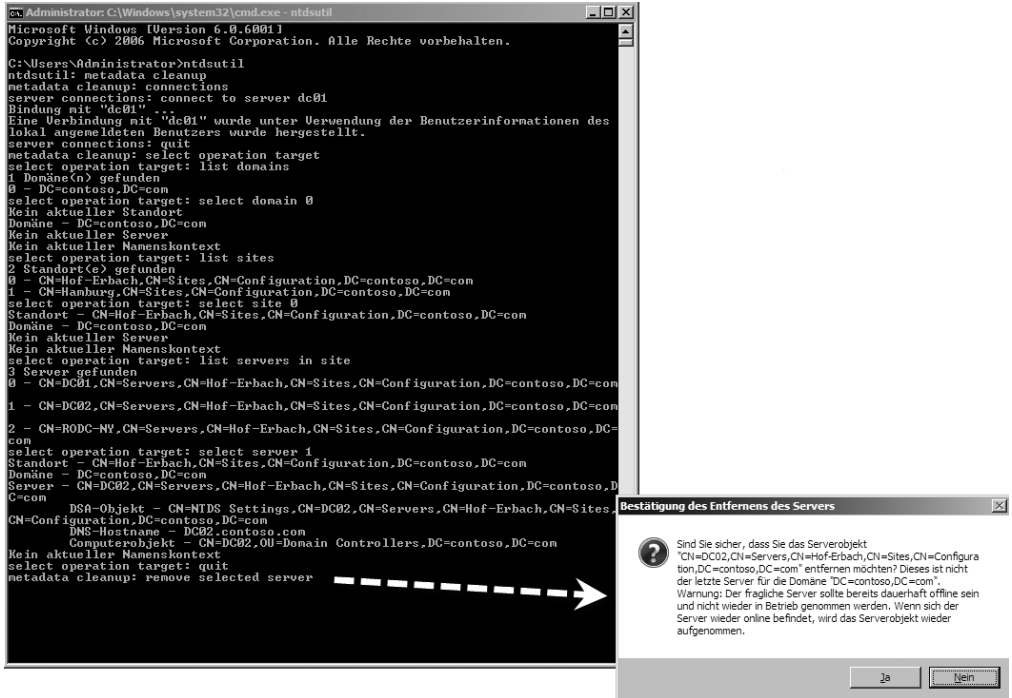 Administrator: C:\Windows\system32\cmd.exe - ntdsutil
Microsoft Windows [Version 6.0.6001]
Copyright (c) 2006 Microsoft Corporation. Alle Rechte vorbehalten.
C:\Users\Administrator>ntdsutil
ntdsutil: metadata cleanup
metadata cleanup: connections
server connections: connect to server dc01
Bindung mit "dc01" ...
Eine Verbindung mit "dc01" wurde unter Verwendung der Benutzerinformationen des
lokal angemeldeten Benutzers wurde hergestellt.
server connections: quit
metadata cleanup: select operation target
select operation target: list domains
1 Domäne(n) gefunden
0 - DC=contoso,DC=com
select operation target: select domain 0
Kein aktueller Standort
Domäne - DC=contoso,DC=com
Kein aktueller Server
Kein aktueller Namenskontext
select operation target: list sites
2 Standort(e) gefunden
0 - CN=Hof-Erbach,CN=Sites,CN=Configuration,DC=contoso,DC=com
1 - CN=Hamburg,CN=Sites,CN=Configuration,DC=contoso,DC=com
select operation target: select site 0
Standort - CN=Hof-Erbach,CN=Sites,CN=Configuration,DC=contoso,DC=com
Domäne - DC=contoso,DC=com
Kein aktueller Server
Kein aktueller Namenskontext
select operation target: list servers in site
3 Server gefunden
0 - CN=DC01,CN=Servers,CN=Hof-Erbach,CN=Sites,CN=Configuration,DC=contoso,DC=com
1 - CN=DC02,CN=Servers,CN=Hof-Erbach,CN=Sites,CN=Configuration,DC=contoso,DC=com
2 - CN=RODC-NY,CN=Servers,CN=Hof-Erbach,CN=Sites,CN=Configuration,DC=contoso,DC=
com
select operation target: select server 1
Standort - CN=Hof-Erbach,CN=Sites,CN=Configuration,DC=contoso,DC=com
Domäne - DC=contoso,DC=com
Server - CN=DC02,CN=Servers,CN=Hof-Erbach,CN=Sites,CN=Configuration,DC=contoso,D
C=com
DSA-Objekt - CN=NTDS Settings,CN=DC02,CN=Servers,CN=Hof-Erbach,CN=Sites,
CN=Configuration,DC=contoso,DC=com
DNS-Hostname - DC02.contoso.com
Computerobjekt - CN=DC02,OU=Domain Controllers,DC=contoso,DC=com
Kein aktueller Namenskontext
select operation target: quit
metadata cleanup: remove selected server
Bestätigung des Entfernens des Servers
Sind Sie sicher, dass Sie das Serverobjekt
"CN=DC02,CN=Servers,CN=Hof-Erbach,CN=Sites,CN=Configura
tion,DC=contoso,DC=com" entfernen möchten? Dieses ist nicht
der letzte Server für die Domäne "DC=contoso,DC=com".
Warnung: Der fragliche Server sollte bereits dauerhaft offline sein
und nicht wieder in Betrieb genommen werden. Wenn sich der
Server wieder online befindet, wird das Serverobjekt wieder
aufgenommen.
Ja
Nein